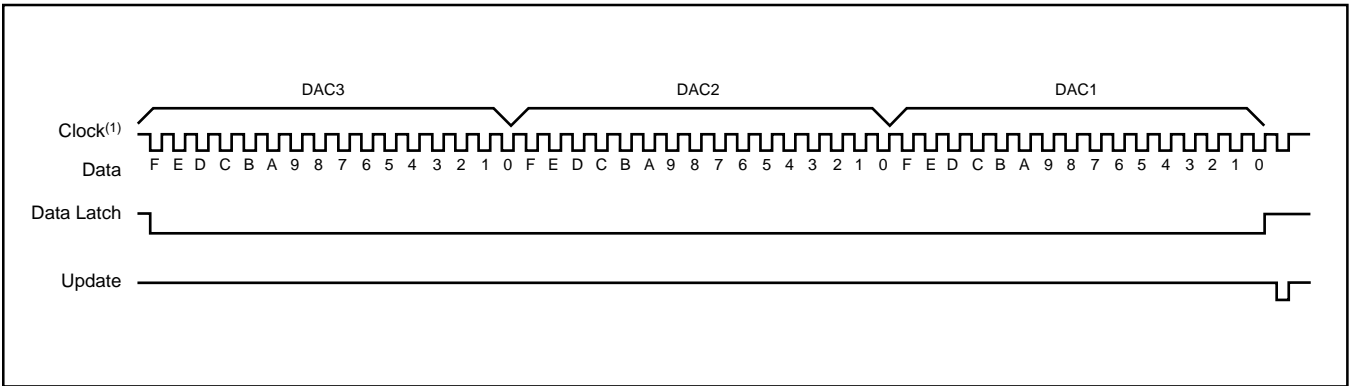 DAC3 DAC2 DAC1
Clock(1)
Data F E D C B A 9 8 7 6 5 4 3 2 1 0 F E D C B A 9 8 7 6 5 4 3 2 1 0 F E D C B A 9 8 7 6 5 4 3 2 1 0
Data Latch
Update